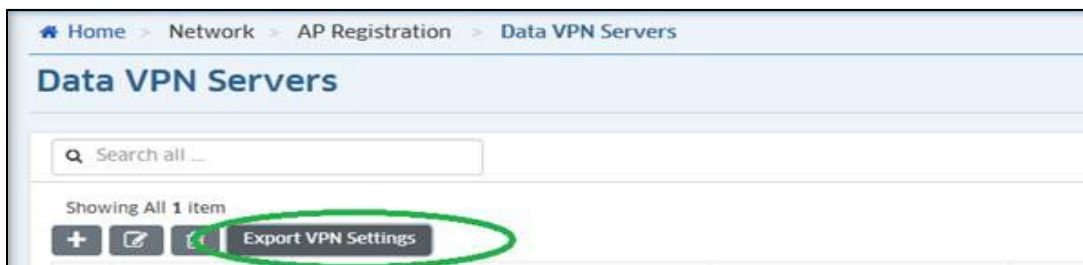 Home > Network > AP Registration > Data VPN Servers
Data VPN Servers
Search all ...
Showing All 1 item
Export VPN Settings